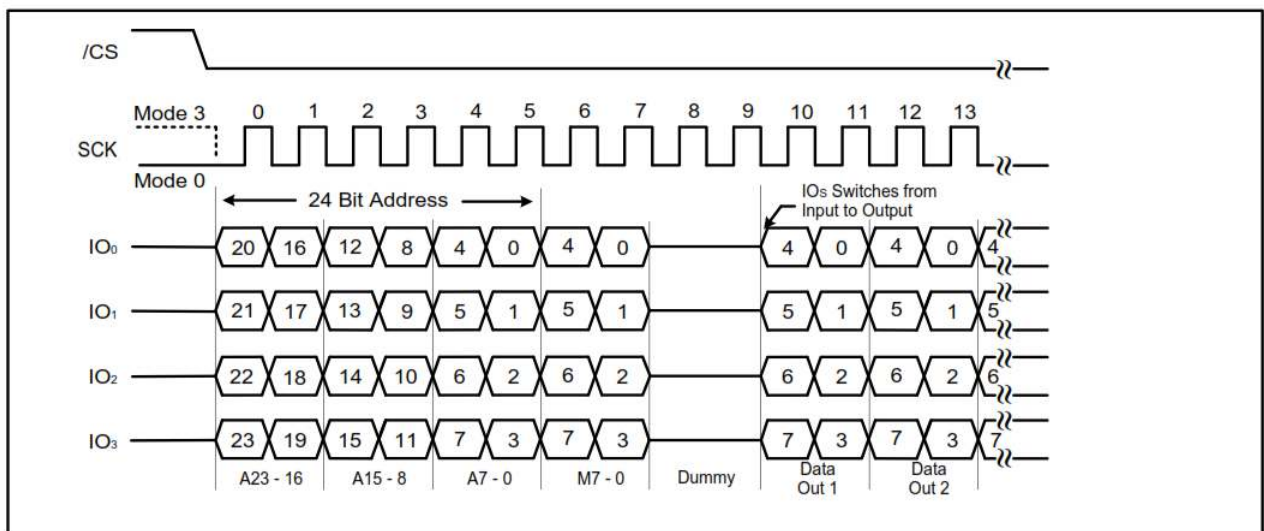 /CS
Mode 3 0 1 2 3 4 5 6 7 8 9 10 11 12 13
SCK
Mode 0
24 Bit Address
IOs Switches from
Input to Output
IO₀ 20 16 12 8 4 0 4 0 4 0 4 0 4
IO₁ 21 17 13 9 5 1 5 1 5 1 5 1 5
IO₂ 22 18 14 10 6 2 6 2 6 2 6 2 6
IO₃ 23 19 15 11 7 3 7 3 7 3 7 3 7
A23 - 16 A15 - 8 A7 - 0 M7 - 0 Dummy Data Data
Out 1 Out 2